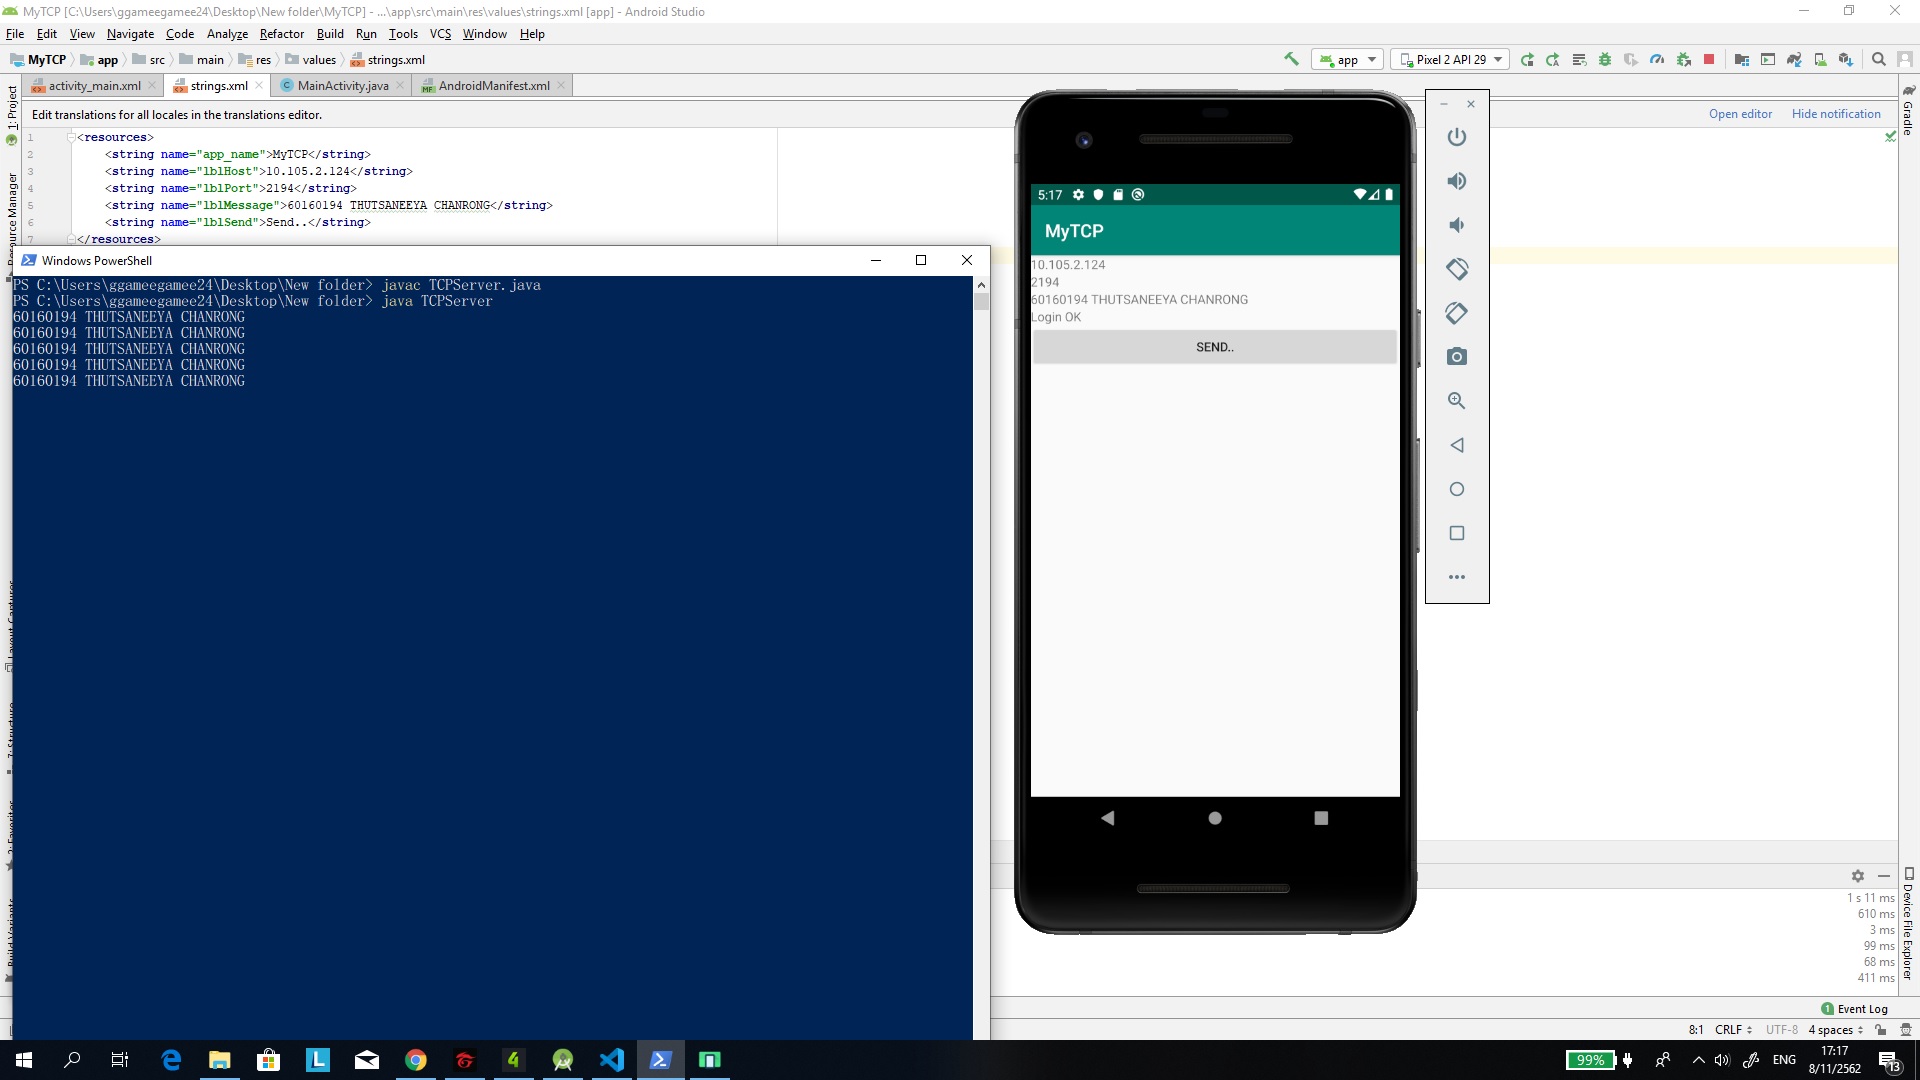 MyTCP [C:\Users\ggameegamee24\Desktop\New folder\MyTCP] - ...\app\src\main\res\values\strings.xml [app] - Android Studio
File Edit View Navigate Code Analyze Refactor Build Run Tools VCS Window Help
MyTCP app src main res values strings.xml app Pixel 2 API 29
activity_main.xml strings.xml MainActivity.java AndroidManifest.xml
Edit translations for all locales in the translations editor. Open editor Hide notification
1 <resources>
2 <string name="app_name">MyTCP</string>
3 <string name="lblHost">10.105.2.124</string>
4 <string name="lblPort">2194</string>
5 <string name="lblMessage">60160194 THUTSANEEYA CHANRONG</string>
6 <string name="lblSend">Send..</string>
7 </resources>
1: Project
Resource Manager
Gradle
Windows PowerShell
PS C:\Users\ggameegamee24\Desktop\New folder> javac TCPServer.java
PS C:\Users\ggameegamee24\Desktop\New folder> java TCPServer
60160194 THUTSANEEYA CHANRONG
60160194 THUTSANEEYA CHANRONG
60160194 THUTSANEEYA CHANRONG
60160194 THUTSANEEYA CHANRONG
60160194 THUTSANEEYA CHANRONG
5:17
MyTCP
10.105.2.124
2194
60160194 THUTSANEEYA CHANRONG
Login OK
SEND..
1 s 11 ms
610 ms
3 ms
99 ms
68 ms
411 ms
Device File Explorer
1 Event Log
8:1 CRLF UTF-8 4 spaces
99% ENG 17:17
8/11/2562 13